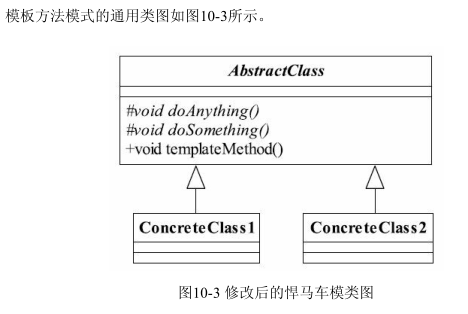 模板方法模式的通用类图如图10-3所示。
AbstractClass
#void doAnything()
#void doSomething()
+void templateMethod()
ConcreteClass1
ConcreteClass2
图10-3 修改后的悍马车模类图